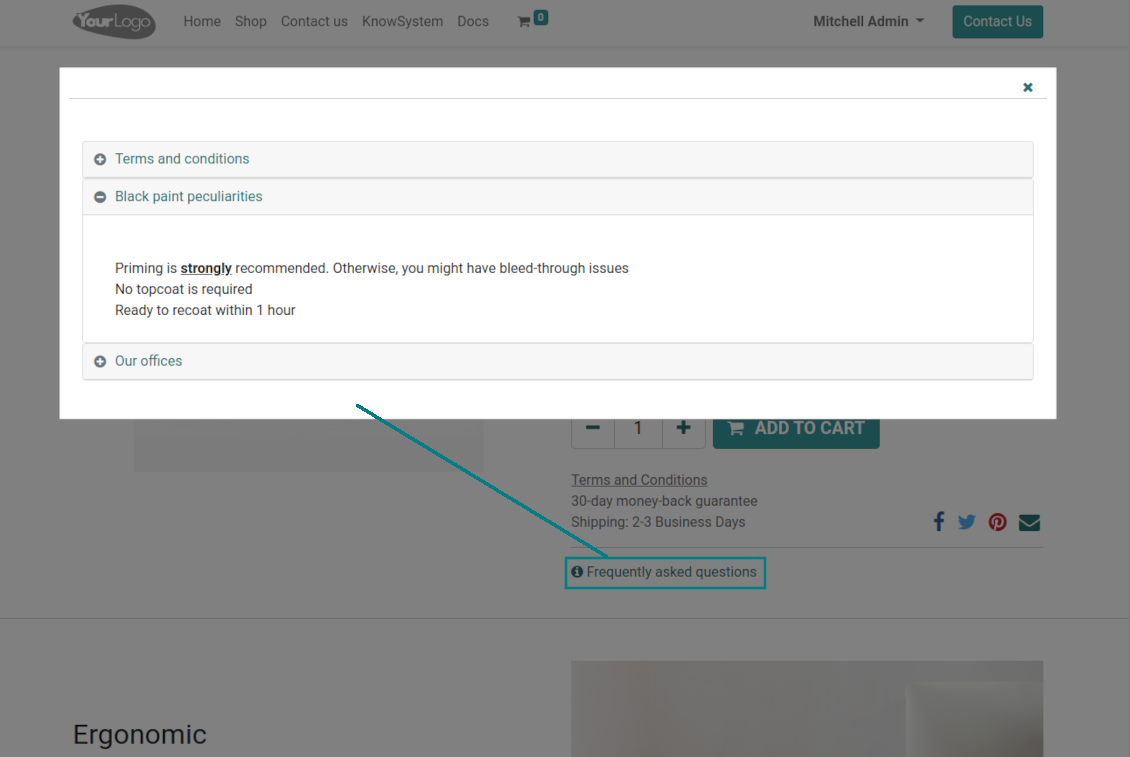 YourLogo
Home Shop Contact us KnowSystem Docs 0 Mitchell Admin Contact Us
Terms and conditions
Black paint peculiarities
Priming is strongly recommended. Otherwise, you might have bleed-through issues
No topcoat is required
Ready to recoat within 1 hour
Our offices
1 ADD TO CART
Terms and Conditions
30-day money-back guarantee
Shipping: 2-3 Business Days
Frequently asked questions
Ergonomic